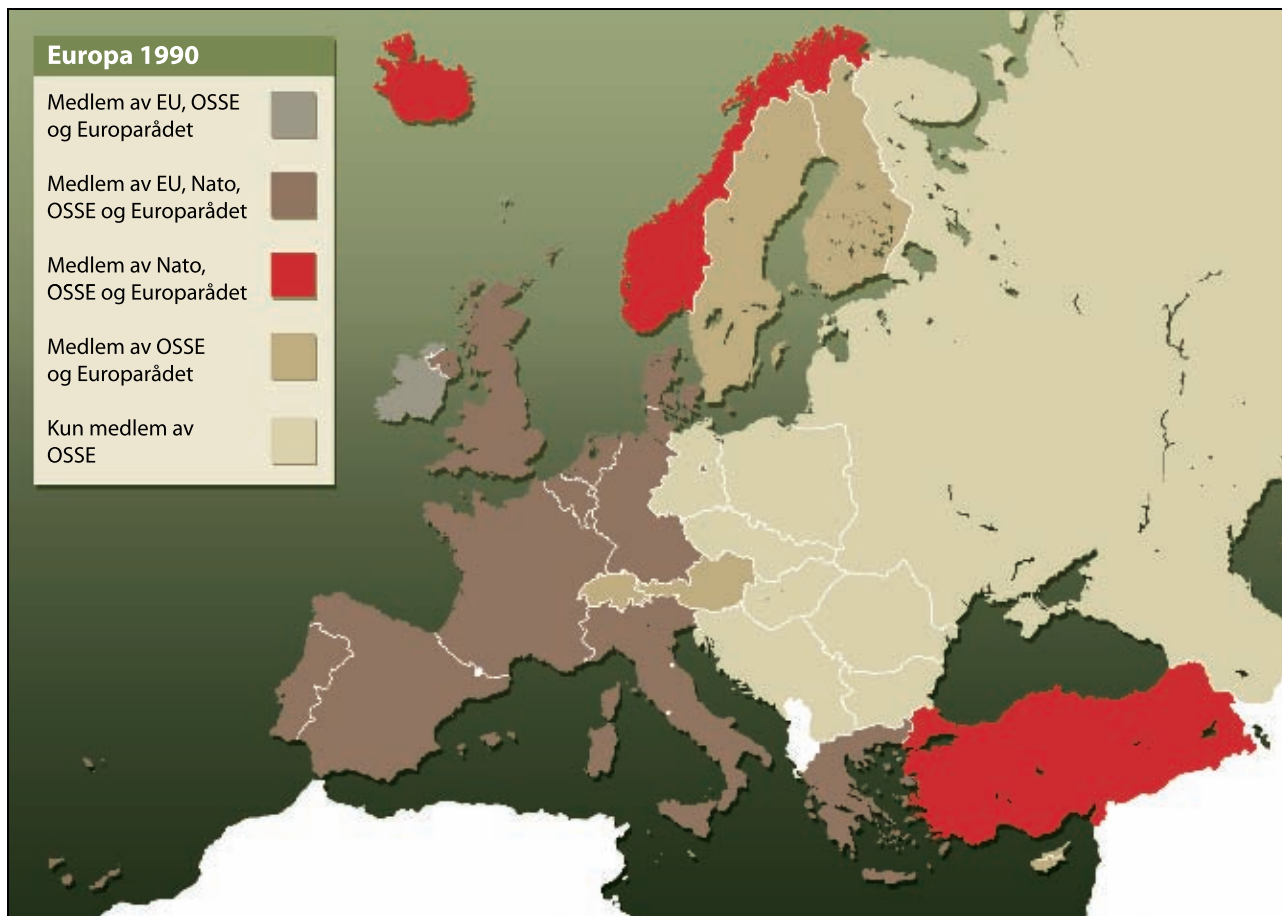 Europa 1990
Medlem av EU, OSSE
og Europarådet
Medlem av EU, Nato,
OSSE og Europarådet
Medlem av Nato,
OSSE og Europarådet
Medlem av OSSE
og Europarådet
Kun medlem av
OSSE